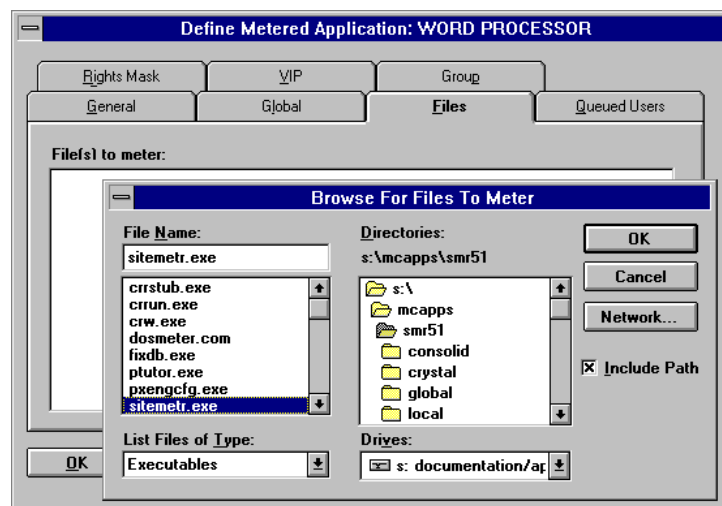 Define Metered Application: WORD PROCESSOR
Rights Mask VIP Group
General Global Files Queued Users
File(s) to meter:
Browse For Files To Meter
File Name:
sitemetr.exe
crrstub.exe
crrun.exe
crw.exe
dosmeter.com
fixdb.exe
ptutor.exe
pxengcfg.exe
sitemetr.exe
List Files of Type:
Executables
Directories:
s:\mcapps\smr51
s:\
mcapps
smr51
consolid
crystal
global
local
Drives:
s: documentation/ap
OK
Cancel
Network...
Include Path
OK